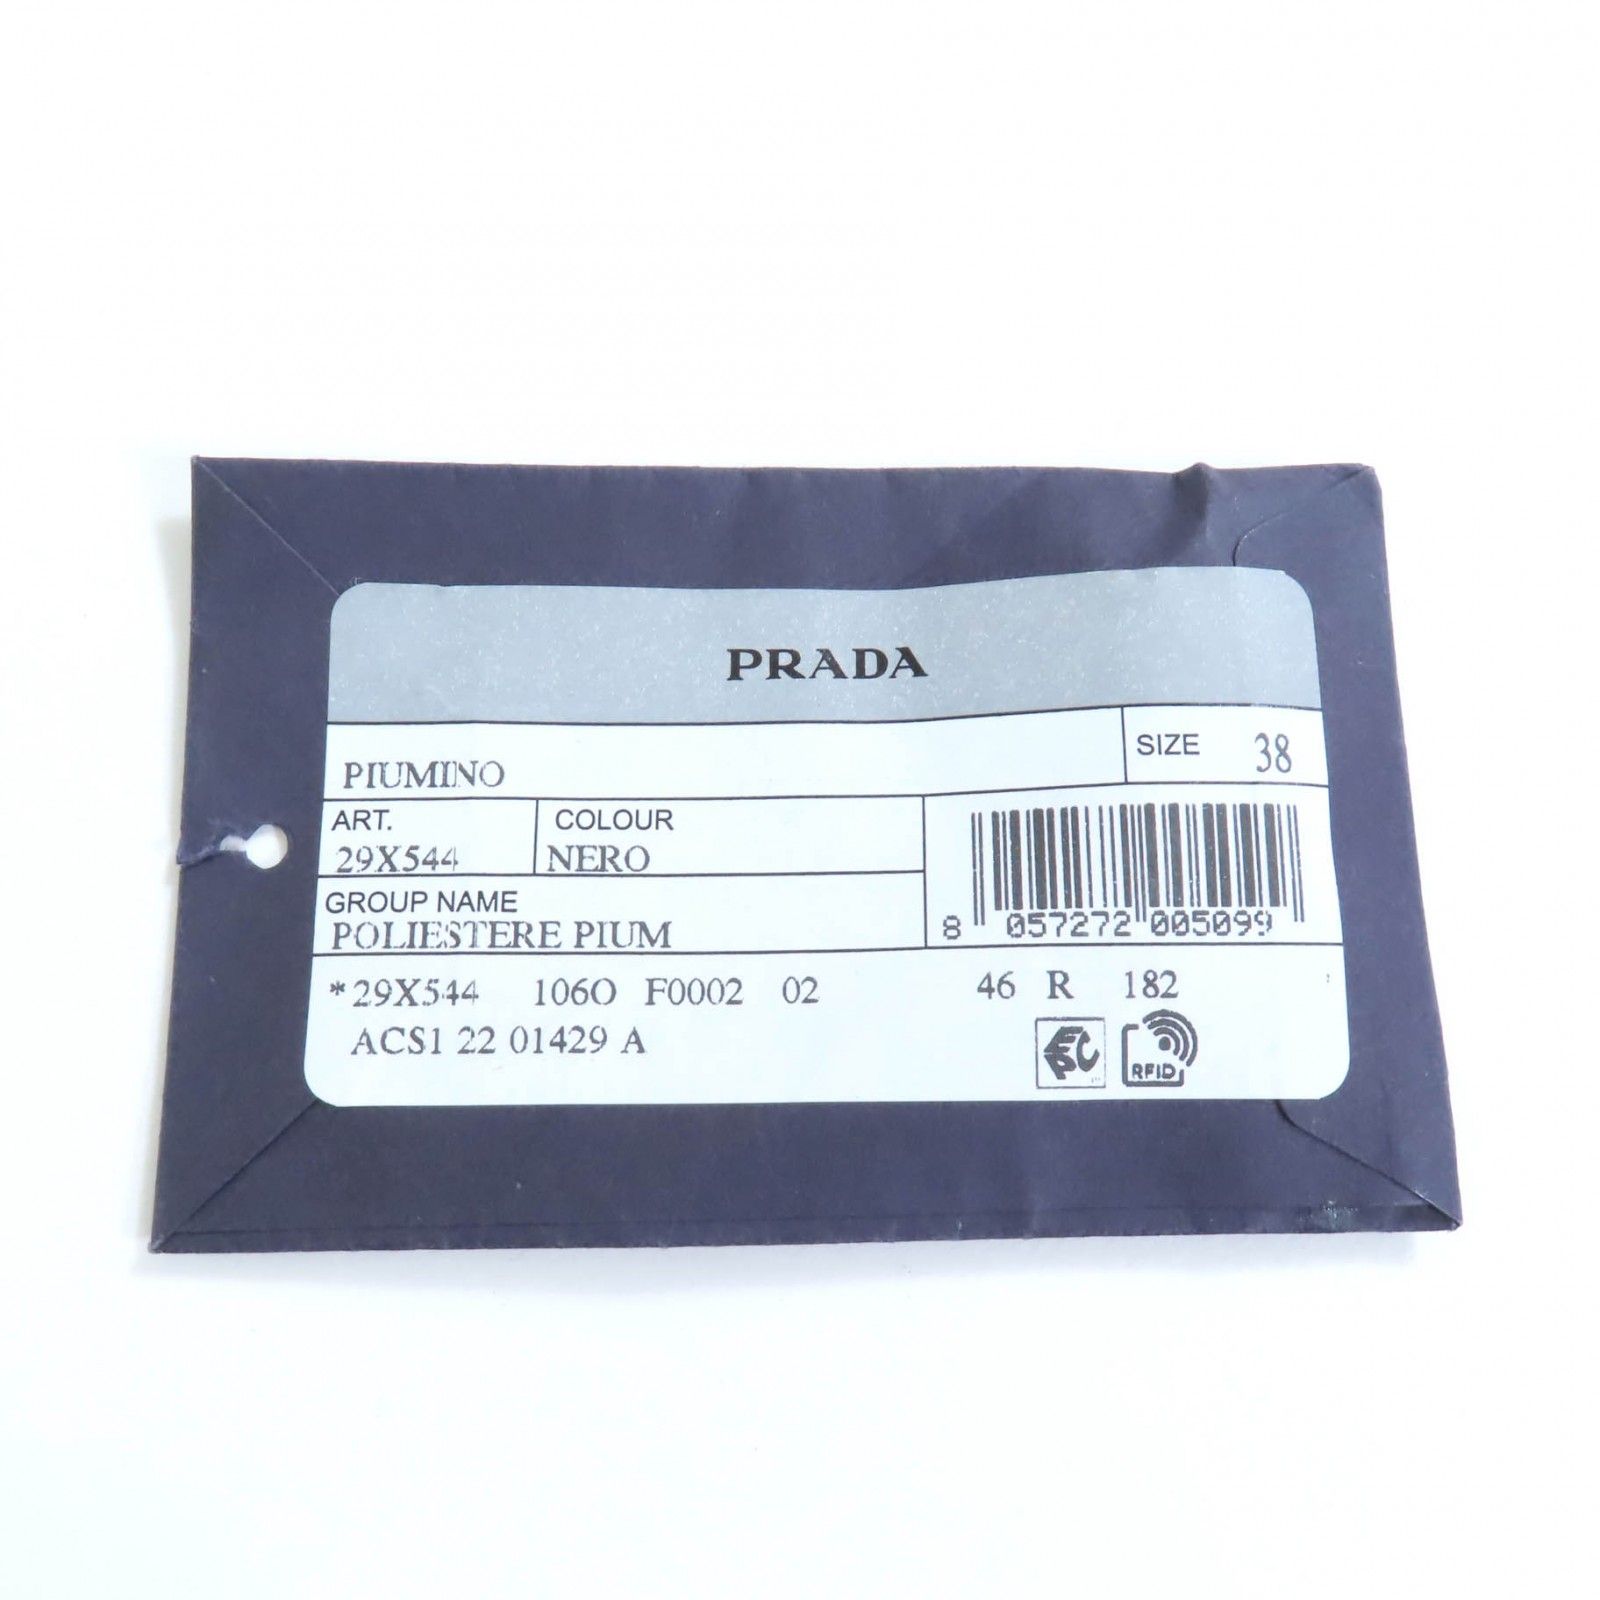 PRADA
PIUMINO
SIZE 38
ART. COLOUR
29X544 NERO
GROUP NAME
POLIESTERE PIUM
8 057272 005099
*29X544 106O F0002 02 46 R 182
ACS1 22 01429 A
EPC
RFID